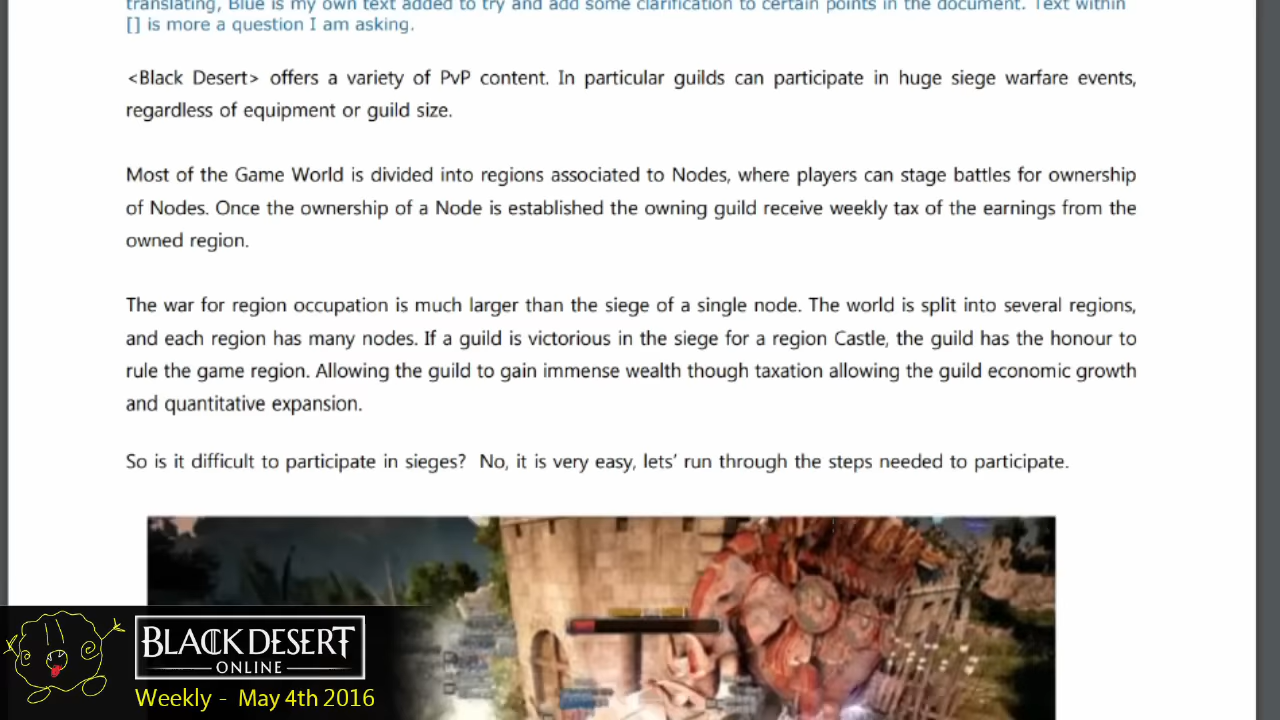 translating, Blue is my own text added to try and add some clarification to certain points in the document. Text within
[] is more a question I am asking.
<Black Desert> offers a variety of PvP content. In particular guilds can participate in huge siege warfare events,
regardless of equipment or guild size.
Most of the Game World is divided into regions associated to Nodes, where players can stage battles for ownership
of Nodes. Once the ownership of a Node is established the owning guild receive weekly tax of the earnings from the
owned region.
The war for region occupation is much larger than the siege of a single node. The world is split into several regions,
and each region has many nodes. If a guild is victorious in the siege for a region Castle, the guild has the honour to
rule the game region. Allowing the guild to gain immense wealth though taxation allowing the guild economic growth
and quantitative expansion.
So is it difficult to participate in sieges?  No, it is very easy, lets’ run through the steps needed to participate.
BLACK DESERT
ONLINE
Weekly -  May 4th 2016